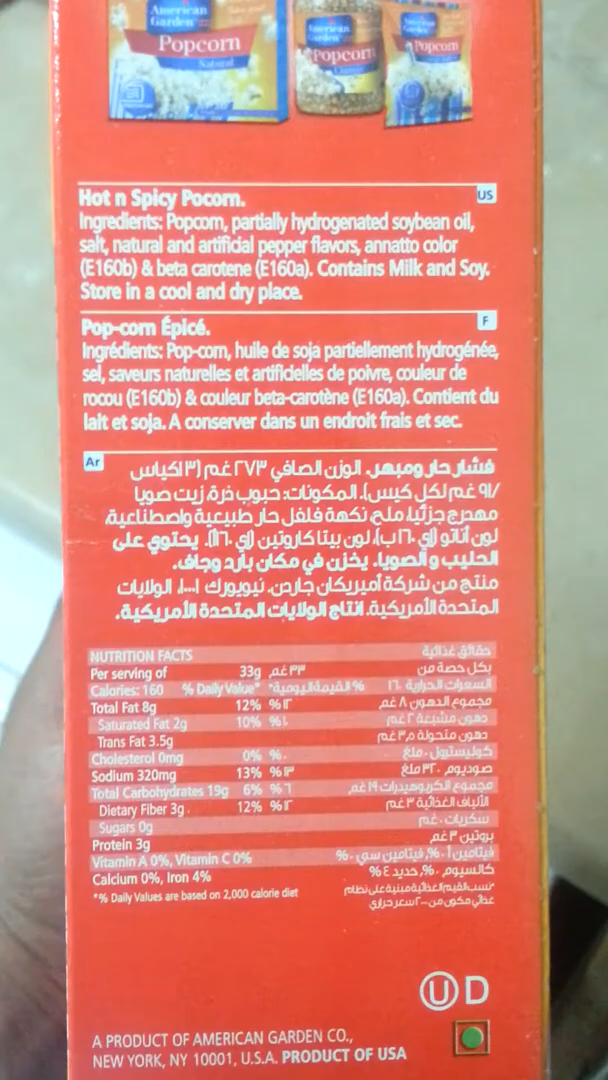 American
Garden
Popcorn
Natural
American
Garden
Popcorn
Popcorn
Hot n Spicy Pocorn.
US
Ingredients: Popcorn, partially hydrogenated soybean oil,
salt, natural and artificial pepper flavors, annatto color
(E160b) & beta carotene (E160a). Contains Milk and Soy.
Store in a cool and dry place.
Pop-corn Épicé.
F
Ingrédients: Pop-corn, huile de soja partiellement hydrogénée,
sel, saveurs naturelles et artificielles de poivre, couleur de
rocou (E160b) & couleur beta-carotène (E160a). Contient du
lait et soja. A conserver dans un endroit frais et sec.
Ar
فشار حار ومبهر. الوزن الصافي ٢٧٣ غم (٣ اكياس
/٩١ غم لكل كيس). المكونات: حبوب ذرة، زيت صويا
مهدرج جزئيا، ملح، نكهة فلفل حار طبيعية واصطناعية،
لون أناتو (إي ١٦٠ ب)، لون بيتا كاروتين (إي ١٦٠أ). يحتوي على
الحليب و الصويا. يخزن في مكان بارد وجاف.
منتج من شركة أميريكان جاردن، نيويورك ١٠٠٠١، الولايات
المتحدة الأمريكية. انتاج الولايات المتحدة الأمريكية.
NUTRITION FACTS حقائق غذائية
Per serving of 33g ٣٣ غم بكل حصة من
Calories: 160 % Daily Value* %القيمة اليومية* السعرات الحرارية ١٦٠
Total Fat 8g 12% %١٢ مجموع الدهون ٨ غم
Saturated Fat 2g 10% %١٠ دهون مشبعة ٢ غم
Trans Fat 3.5g دهون متحولة ٣,٥ غم
Cholesterol 0mg 0% %٠ كوليسترول ٠ ملغ
Sodium 320mg 13% %١٣ صوديوم ٣٢٠ ملغ
Total Carbohydrates 19g 6% %٦ مجموع الكربوهيدرات ١٩ غم
Dietary Fiber 3g 12% %١٢ الألياف الغذائية ٣ غم
Sugars 0g سكريات ٠ غم
Protein 3g بروتين ٣ غم
Vitamin A 0%, Vitamin C 0% فيتامين أ ٠%، فيتامين سي ٠%
Calcium 0%, Iron 4% كالسيوم ٠%، حديد ٤%
*% Daily Values are based on 2,000 calorie diet *نسب القيم الغذائية مبنية على نظام
غذائي مكون من ٢٠٠٠ سعر حراري
U D
A PRODUCT OF AMERICAN GARDEN CO.,
NEW YORK, NY 10001, U.S.A. PRODUCT OF USA